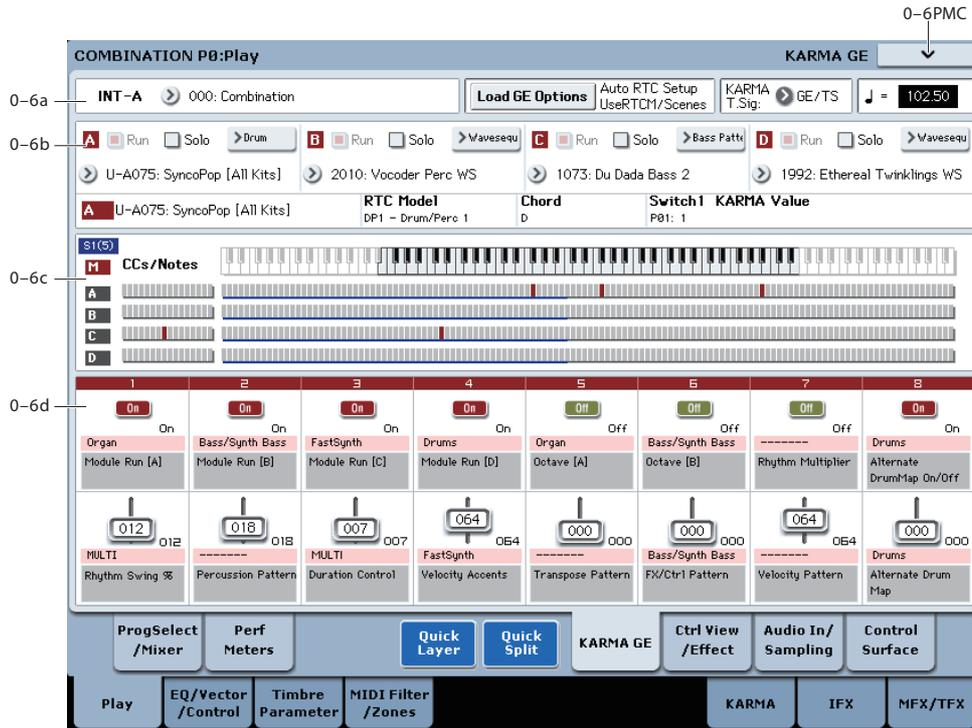 0–6PMC
COMBINATION P0:Play KARMA GE
0–6a
INT-A 000: Combination Load GE Options Auto RTC Setup UseRTCM/Scenes KARMA T.Sig: GE/TS ♩ = 102.50
0–6b
A Run Solo >Drum B Run Solo >Wavesequ C Run Solo >Bass Patte D Run Solo >Wavesequ
U-A075: SyncoPop [All Kits] 2010: Vocoder Perc WS 1073: Du Dada Bass 2 1992: Ethereal Twinklings WS
RTC Model Chord Switch1 KARMA Value
A U-A075: SyncoPop [All Kits] DP1 - Drum/Perc 1 D P01: 1
S1(5)
0–6c
M CCs/Notes
A
B
C
D
1 2 3 4 5 6 7 8
0–6d
On On On On Off Off Off On
On On On On Off Off Off On
Organ Bass/Synth Bass FastSynth Drums Organ Bass/Synth Bass ------- Drums
Module Run [A] Module Run [B] Module Run [C] Module Run [D] Octave [A] Octave [B] Rhythm Multiplier Alternate
DrumMap On/Off
012 018 007 064 000 000 064 000
012 018 007 064 000 000 064 000
MULTI ------- MULTI FastSynth ------- Bass/Synth Bass ------- Drums
Rhythm Swing % Percussion Pattern Duration Control Velocity Accents Transpose Pattern FX/Ctrl Pattern Velocity Pattern Alternate Drum
Map
ProgSelect /Mixer Perf Meters Quick Layer Quick Split KARMA GE Ctrl View /Effect Audio In/ Sampling Control Surface
Play EQ/Vector /Control Timbre Parameter MIDI Filter /Zones KARMA IFX MFX/TFX